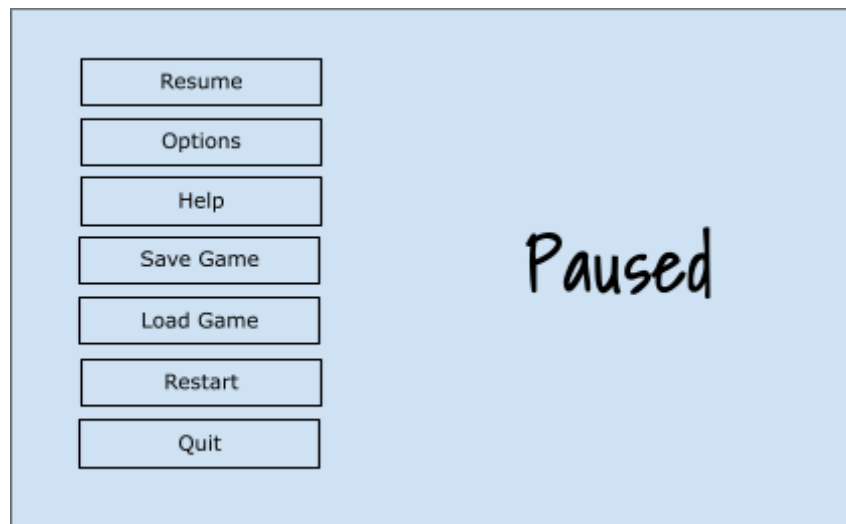 Resume
Options
Help
Save Game
Load Game
Restart
Quit
Paused